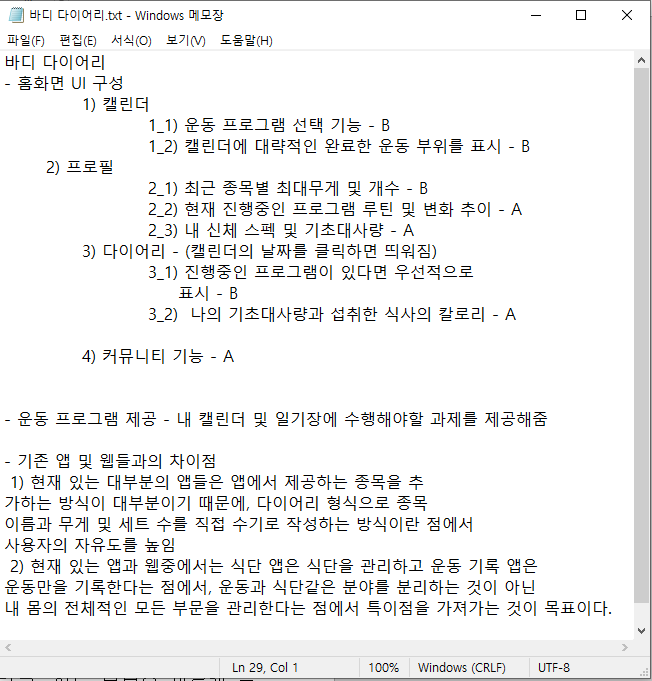 바디 다이어리.txt - Windows 메모장
파일(F) 편집(E) 서식(O) 보기(V) 도움말(H)
바디 다이어리
- 홈화면 UI 구성
1) 캘린더
1_1) 운동 프로그램 선택 기능 - B
1_2) 캘린더에 대략적인 완료한 운동 부위를 표시 - B
2) 프로필
2_1) 최근 종목별 최대무게 및 개수 - B
2_2) 현재 진행중인 프로그램 루틴 및 변화 추이 - A
2_3) 내 신체 스펙 및 기초대사량 - A
3) 다이어리 - (캘린더의 날짜를 클릭하면 띄워짐)
3_1) 진행중인 프로그램이 있다면 우선적으로
표시 - B
3_2) 나의 기초대사량과 섭취한 식사의 칼로리 - A
4) 커뮤니티 기능 - A
- 운동 프로그램 제공 - 내 캘린더 및 일기장에 수행해야할 과제를 제공해줌
- 기존 앱 및 웹들과의 차이점
1) 현재 있는 대부분의 앱들은 앱에서 제공하는 종목을 추
가하는 방식이 대부분이기 때문에, 다이어리 형식으로 종목
이름과 무게 및 세트 수를 직접 수기로 작성하는 방식이란 점에서
사용자의 자유도를 높임
2) 현재 있는 앱과 웹중에서는 식단 앱은 식단을 관리하고 운동 기록 앱은
운동만을 기록한다는 점에서, 운동과 식단같은 분야를 분리하는 것이 아닌
내 몸의 전체적인 모든 부문을 관리한다는 점에서 특이점을 가져가는 것이 목표이다.
Ln 29, Col 1 100% Windows (CRLF) UTF-8